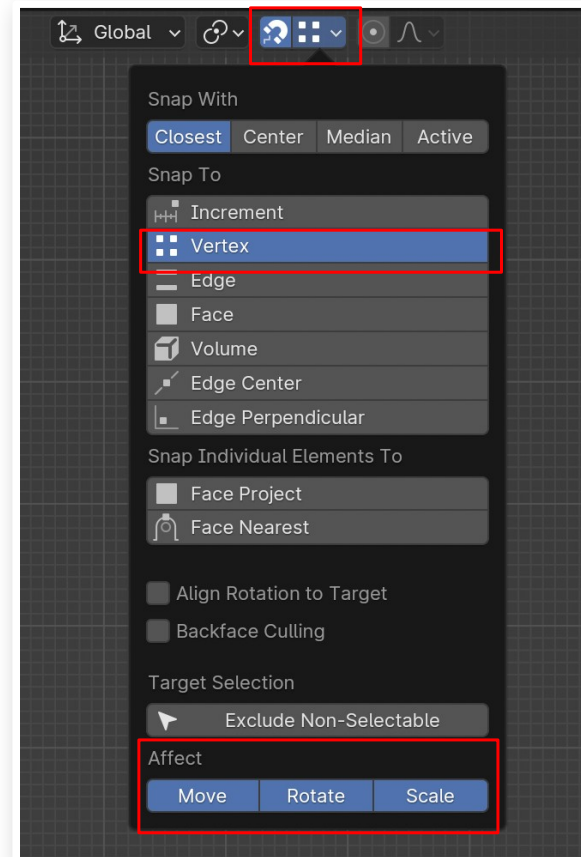 Global
Snap With
Closest Center Median Active
Snap To
Increment
Vertex
Edge
Face
Volume
Edge Center
Edge Perpendicular
Snap Individual Elements To
Face Project
Face Nearest
Align Rotation to Target
Backface Culling
Target Selection
Exclude Non-Selectable
Affect
Move Rotate Scale